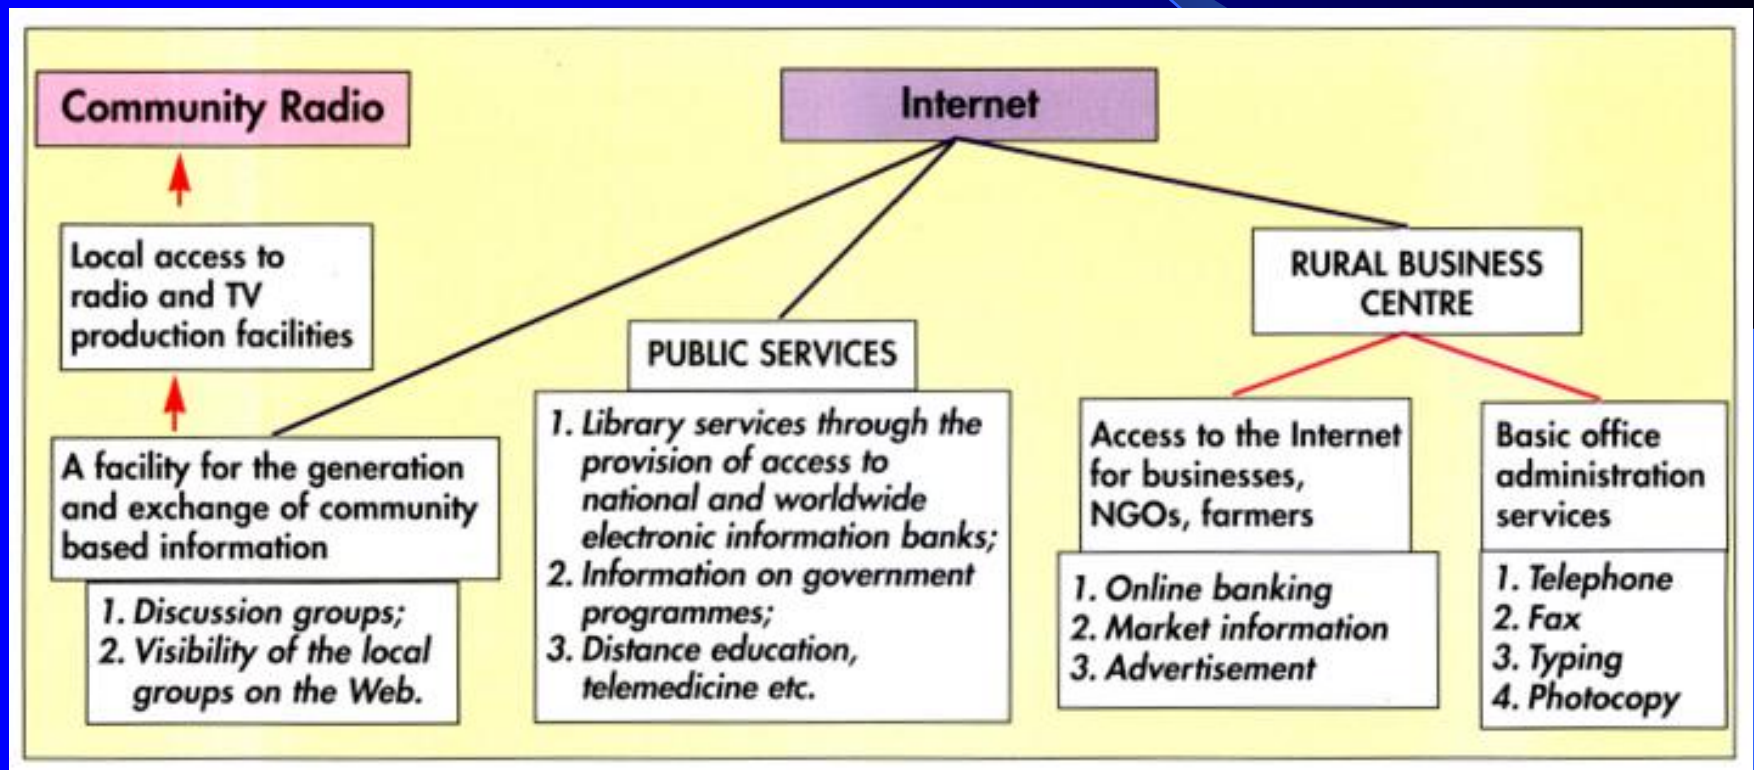 Community Radio
Internet
Local access to
radio and TV
production facilities
A facility for the generation
and exchange of community
based information
1. Discussion groups;
2. Visibility of the local
groups on the Web.
PUBLIC SERVICES
1. Library services through the
provision of access to
national and worldwide
electronic information banks;
2. Information on government
programmes;
3. Distance education,
telemedicine etc.
RURAL BUSINESS
CENTRE
Access to the Internet
for businesses,
NGOs, farmers
1. Online banking
2. Market information
3. Advertisement
Basic office
administration
services
1. Telephone
2. Fax
3. Typing
4. Photocopy